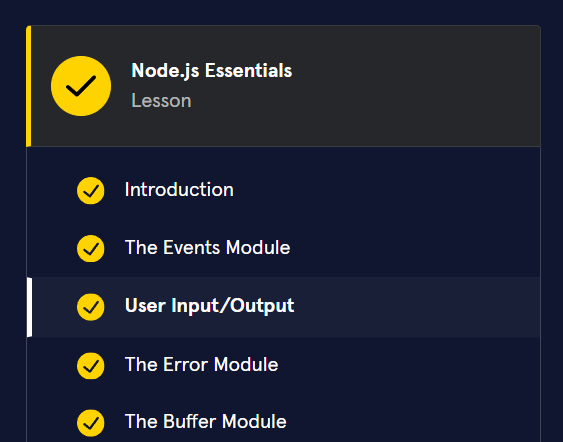 Node.js Essentials
Lesson
Introduction
The Events Module
User Input/Output
The Error Module
The Buffer Module